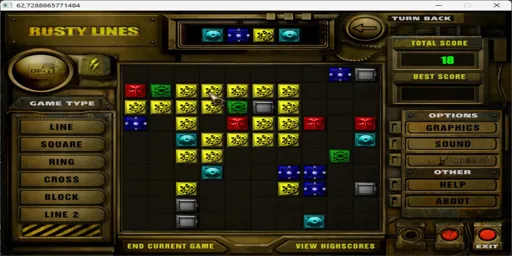 62,7288665771484
RUSTY LINES
TURN BACK
TOTAL SCORE
18
BEST SCORE
GAME TYPE
LINE
SQUARE
RING
CROSS
BLOCK
LINE 2
OPTIONS
GRAPHICS
SOUND
OTHER
HELP
ABOUT
EXIT
END CURRENT GAME
VIEW HIGHSCORES